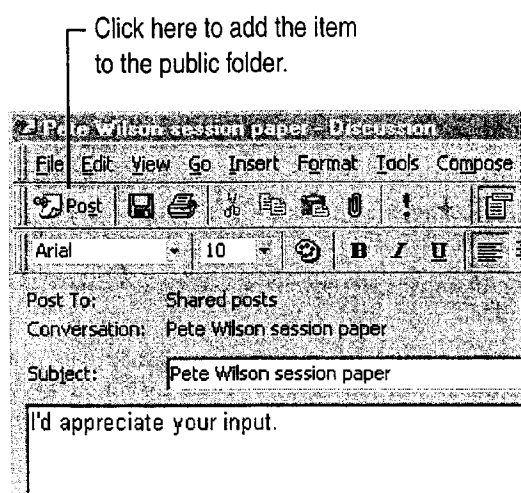 Click here to add the item
to the public folder.
Pete Wilson session paper - Discussion
File Edit View Go Insert Format Tools Compose
Post
Arial 10 B I U
Post To: Shared posts
Conversation: Pete Wilson session paper
Subject: Pete Wilson session paper
I'd appreciate your input.